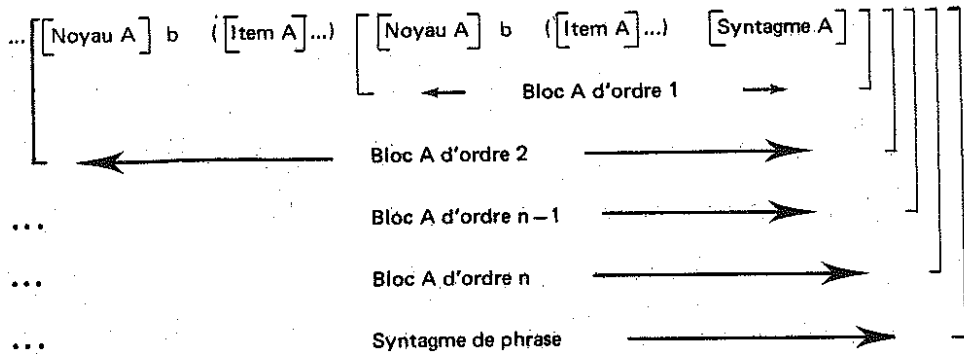 ... [Noyau A] b ([Item A]...) [Noyau A] b ([Item A]...) [Syntagme A]
Bloc A d'ordre 1
Bloc A d'ordre 2
... Bloc A d'ordre n−1
... Bloc A d'ordre n
... Syntagme de phrase